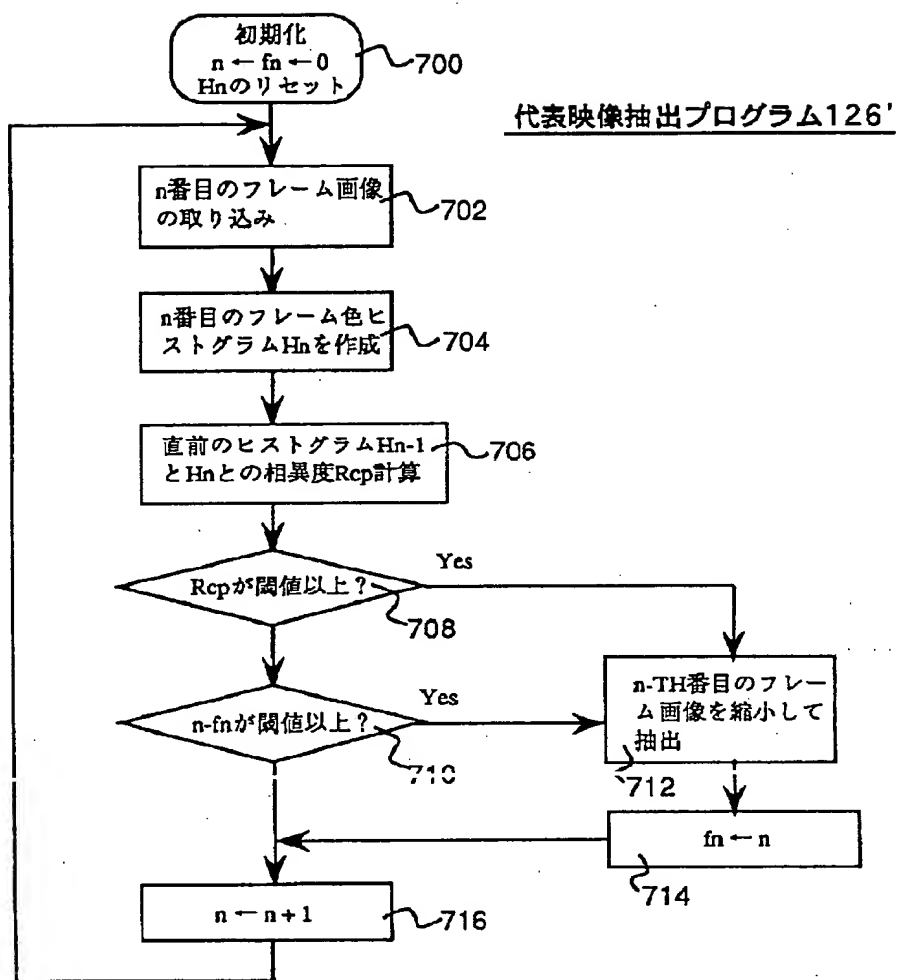 初期化
n ← fn ← 0
Hnのリセット
700
代表映像抽出プログラム126'
n番目のフレーム画像
の取り込み
702
n番目のフレーム色ヒ
ストグラムHnを作成
704
直前のヒストグラムHn-1
とHnとの相異度Rcp計算
706
Rcpが閾値以上？
Yes
708
n-fnが閾値以上？
Yes
710
n-TH番目のフレー
ム画像を縮小して
抽出
712
fn ← n
714
n ← n+1
716